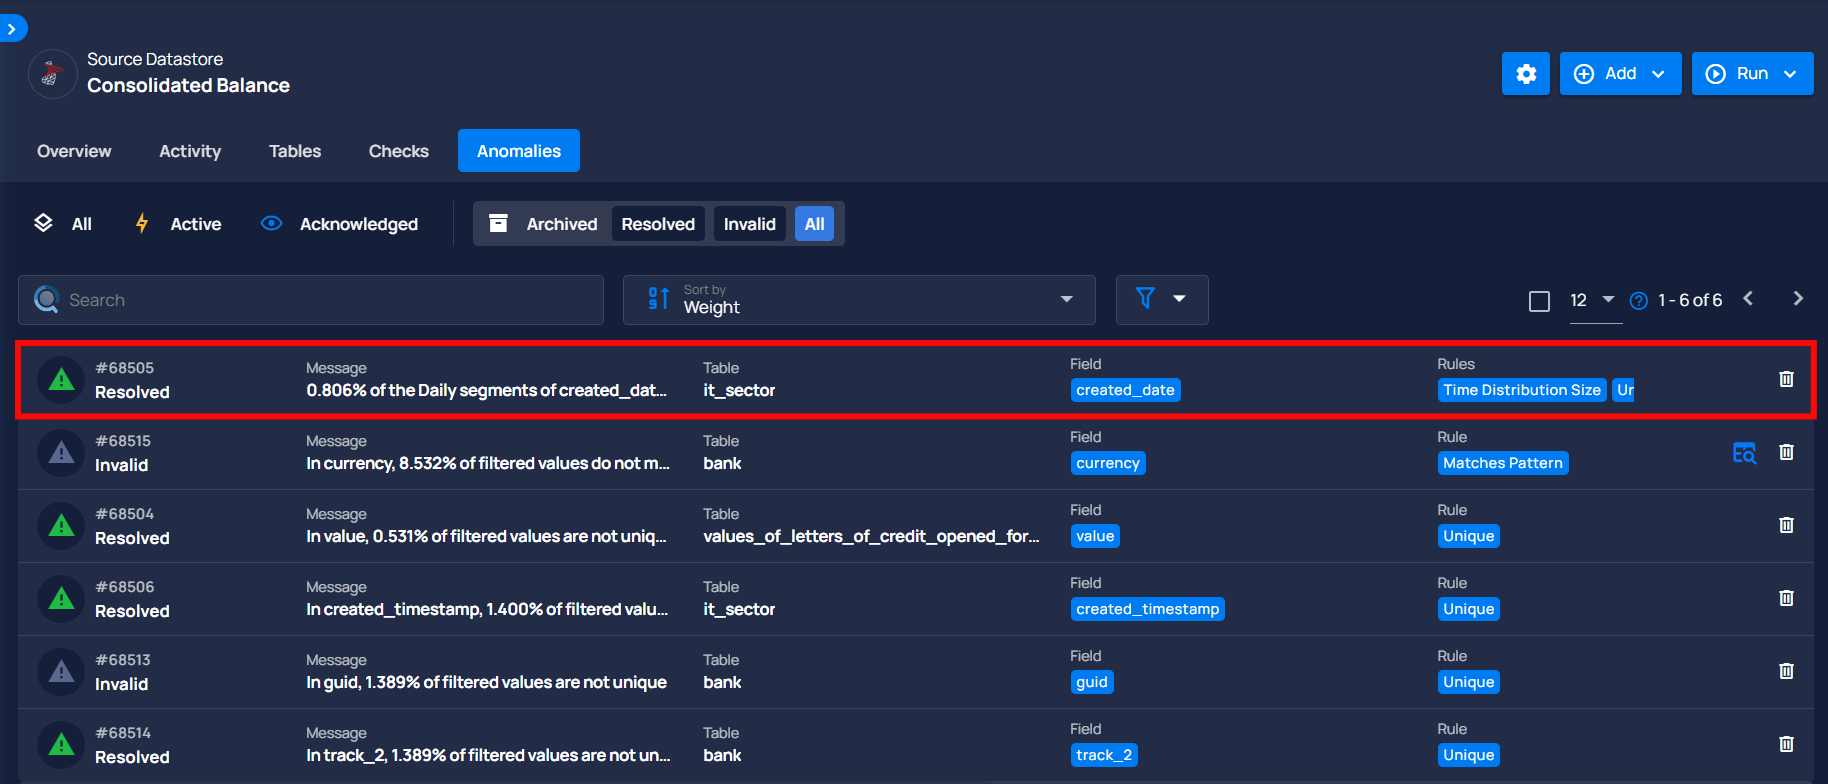 Source Datastore
Consolidated Balance
Add
Run
Overview
Activity
Tables
Checks
Anomalies
All
Active
Acknowledged
Archived
Resolved
Invalid
All
Search
Sort by
Weight
12
1 - 6 of 6
#68505
Resolved
Message
0.806% of the Daily segments of created_dat...
Table
it_sector
Field
created_date
Rules
Time Distribution Size
#68515
Invalid
Message
In currency, 8.532% of filtered values do not m...
Table
bank
Field
currency
Rule
Matches Pattern
#68504
Resolved
Message
In value, 0.531% of filtered values are not uniq...
Table
values_of_letters_of_credit_opened_for...
Field
value
Rule
Unique
#68506
Resolved
Message
In created_timestamp, 1.400% of filtered valu...
Table
it_sector
Field
created_timestamp
Rule
Unique
#68513
Invalid
Message
In guid, 1.389% of filtered values are not unique
Table
bank
Field
guid
Rule
Unique
#68514
Resolved
Message
In track_2, 1.389% of filtered values are not un...
Table
bank
Field
track_2
Rule
Unique